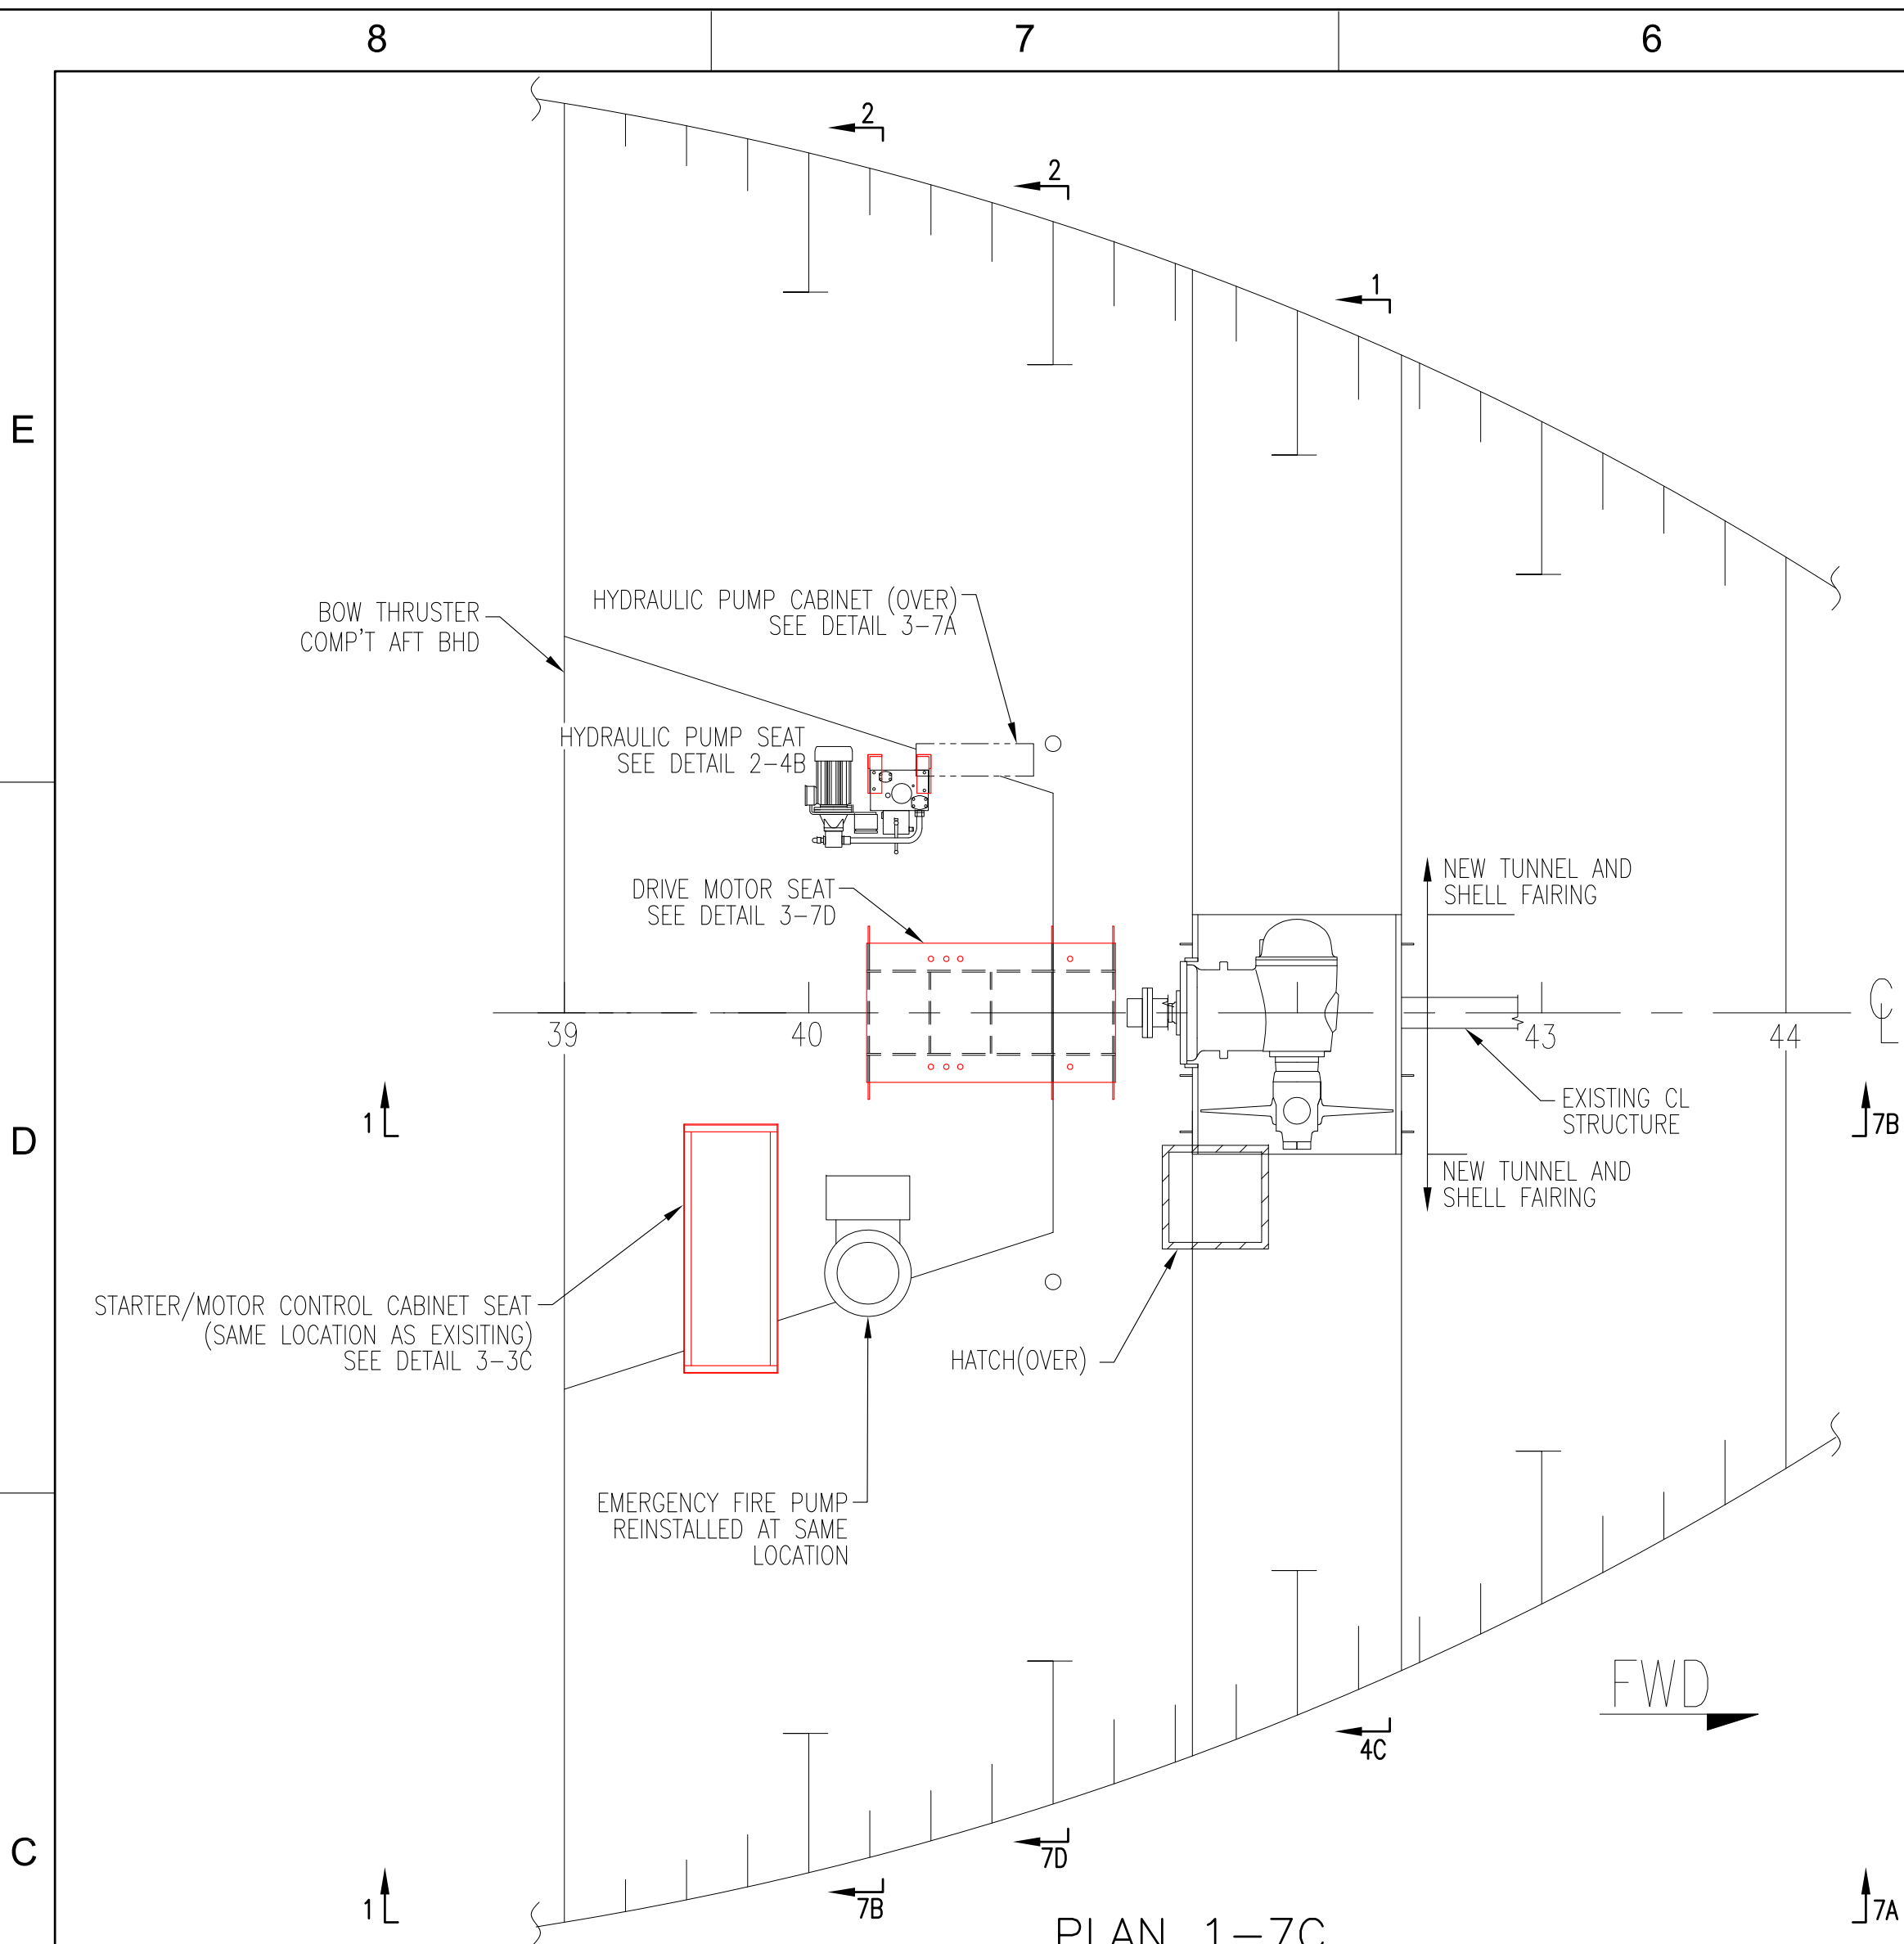 8
7
6
2
2
1
E
BOW THRUSTER
COMP'T AFT BHD
HYDRAULIC PUMP CABINET (OVER)
SEE DETAIL 3-7A
HYDRAULIC PUMP SEAT
SEE DETAIL 2-4B
DRIVE MOTOR SEAT
SEE DETAIL 3-7D
NEW TUNNEL AND
SHELL FAIRING
39
40
43
44
CL
EXISTING CL
STRUCTURE
D
1
7B
NEW TUNNEL AND
SHELL FAIRING
STARTER/MOTOR CONTROL CABINET SEAT
(SAME LOCATION AS EXISITING)
SEE DETAIL 3-3C
HATCH(OVER)
EMERGENCY FIRE PUMP
REINSTALLED AT SAME
LOCATION
FWD
4C
C
7D
7B
1
7A
PLAN 1-7C